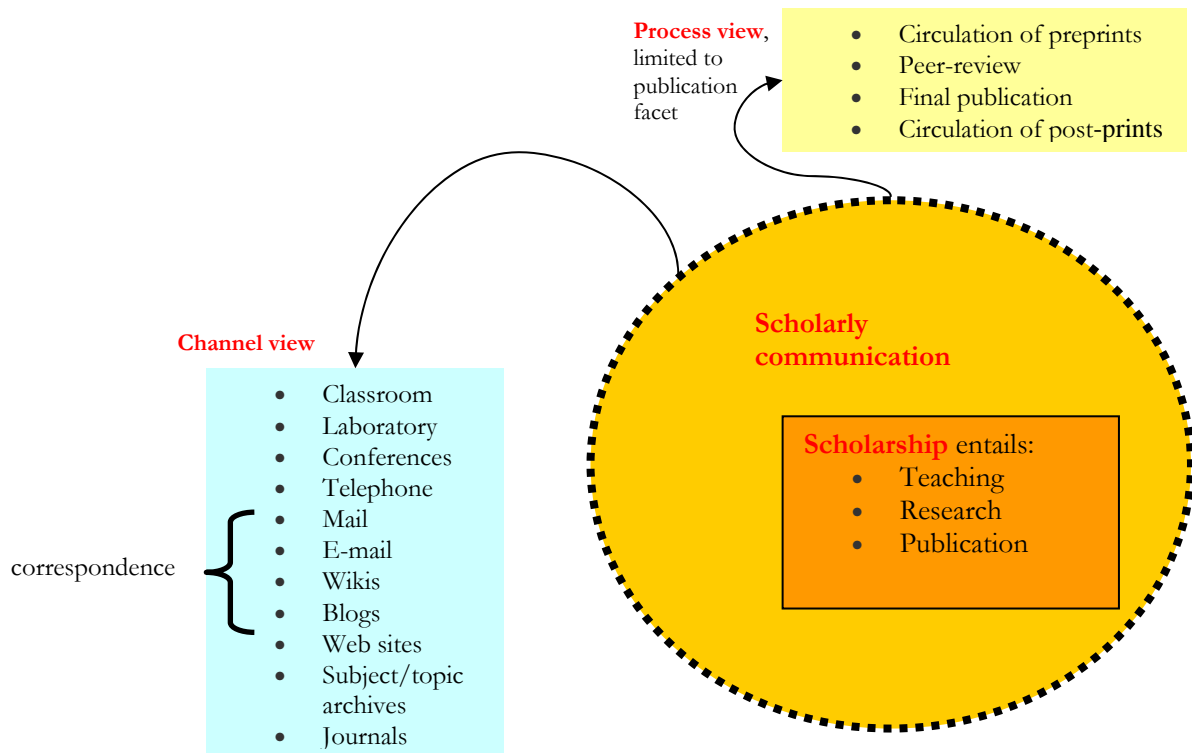 Process view,
limited to
publication
facet
• Circulation of preprints
• Peer-review
• Final publication
• Circulation of post-prints
Channel view
• Classroom
• Laboratory
• Conferences
• Telephone
• Mail
• E-mail
• Wikis
• Blogs
• Web sites
• Subject/topic
archives
• Journals
correspondence
Scholarly
communication
Scholarship entails:
• Teaching
• Research
• Publication